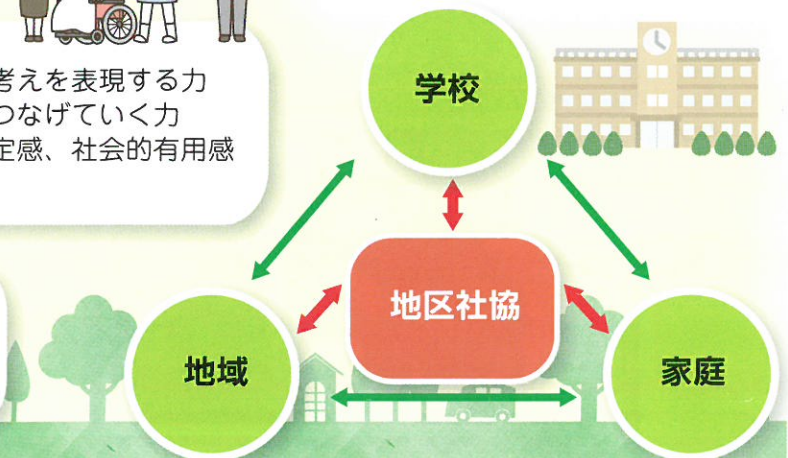 考えを表現する力
つなげていく力
定感、社会的有用感
学校
地区社協
地域
家庭